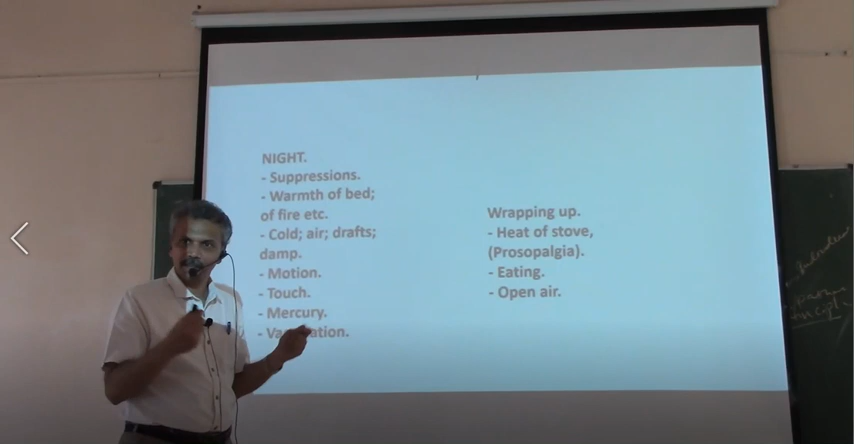 NIGHT.
- Suppressions.
- Warmth of bed;
of fire etc.
- Cold; air; drafts;
damp.
- Motion.
- Touch.
- Mercury.
Wrapping up.
- Heat of stove,
(Prosopalgia).
- Eating.
- Open air.